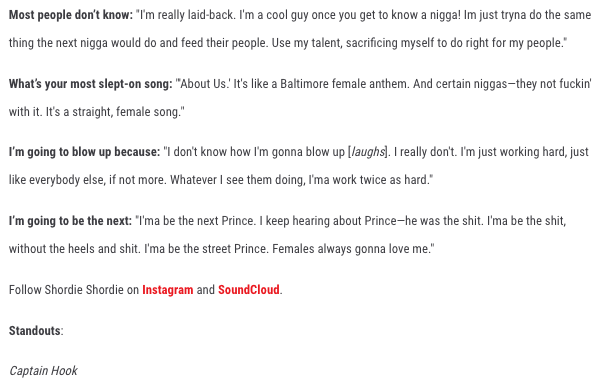 Most people don’t know: "I'm really laid-back. I'm a cool guy once you get to know a nigga! Im just tryna do the same
thing the next nigga would do and feed their people. Use my talent, sacrificing myself to do right for my people."
What’s your most slept-on song: "'About Us.' It's like a Baltimore female anthem. And certain niggas—they not fuckin'
with it. It's a straight, female song."
I’m going to blow up because: "I don't know how I'm gonna blow up [laughs]. I really don't. I'm just working hard, just
like everybody else, if not more. Whatever I see them doing, I'ma work twice as hard."
I’m going to be the next: "I'ma be the next Prince. I keep hearing about Prince—he was the shit. I'ma be the shit,
without the heels and shit. I'ma be the street Prince. Females always gonna love me."
Follow Shordie Shordie on Instagram and SoundCloud.
Standouts:
Captain Hook